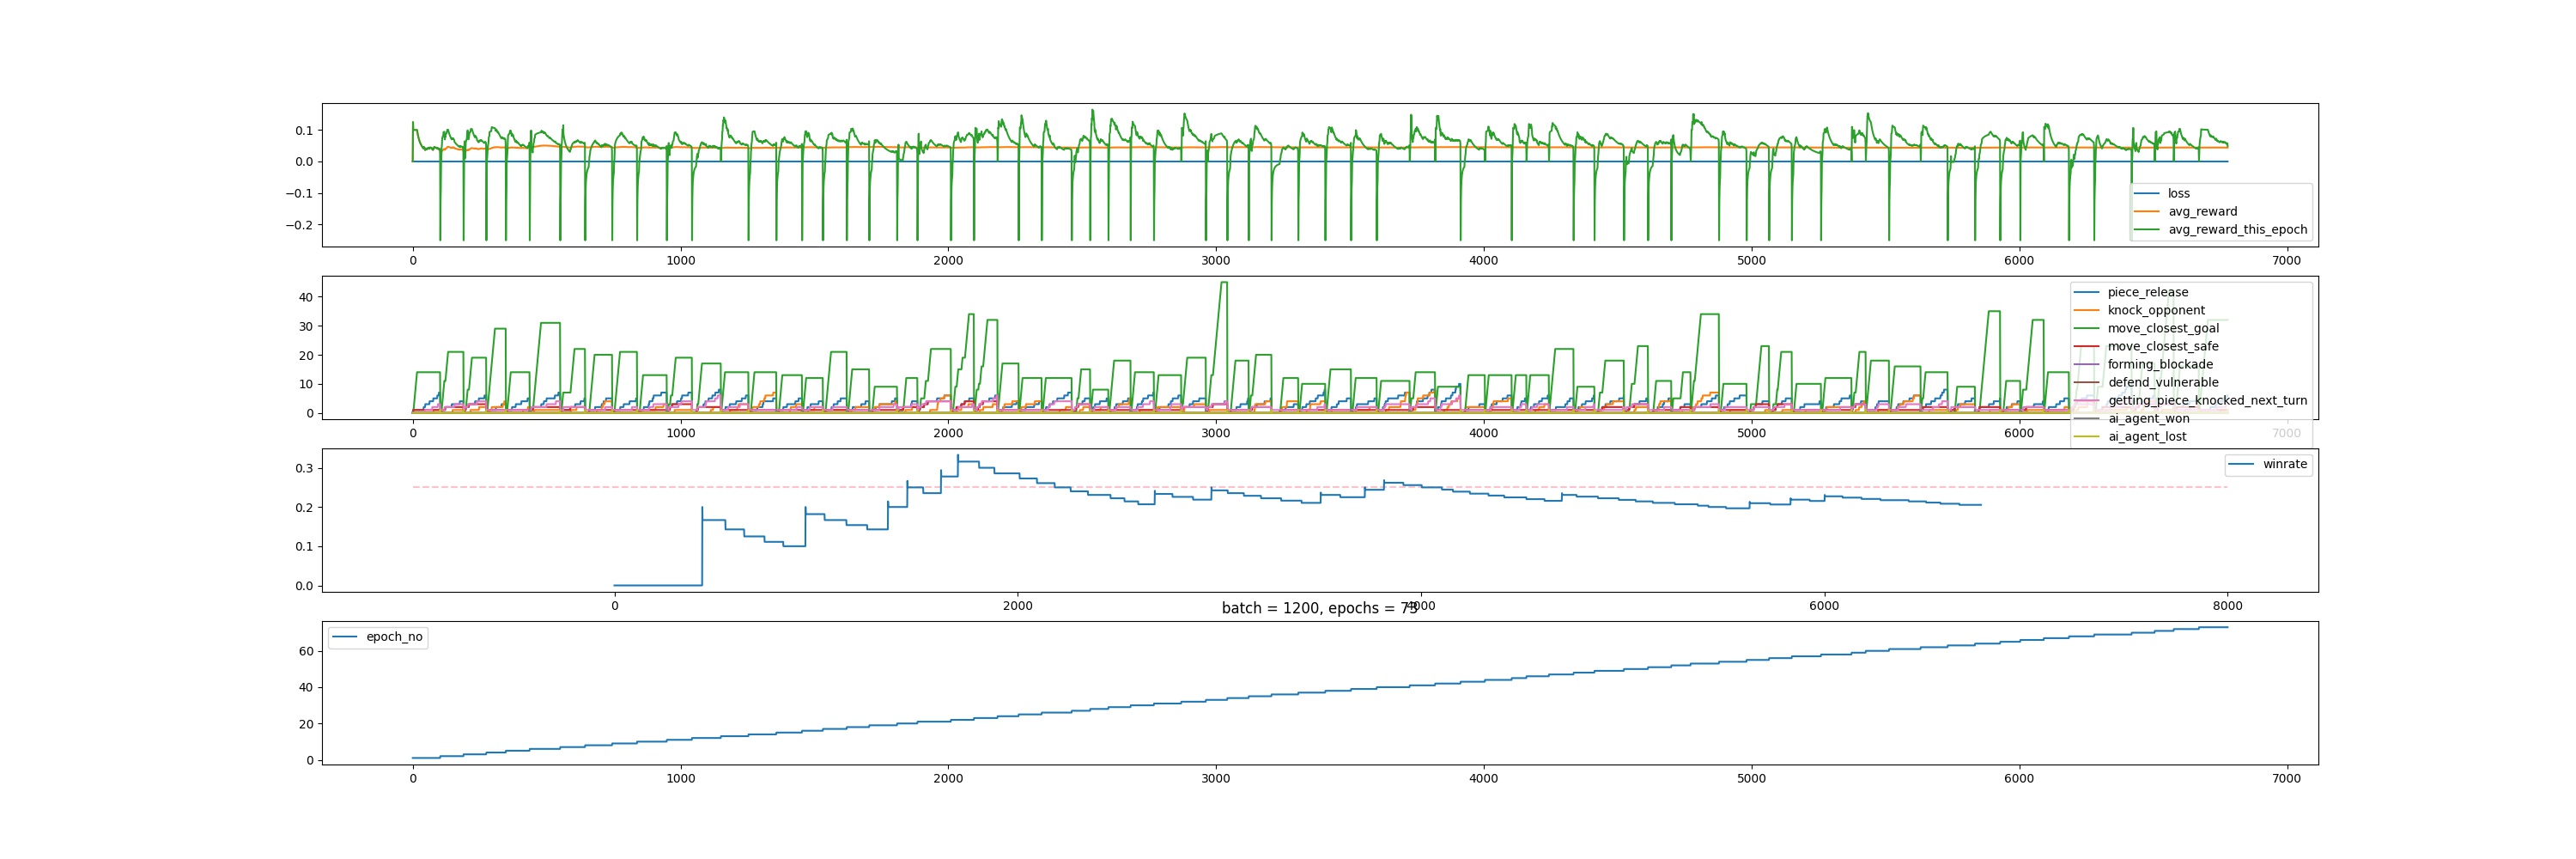 0.1
0.0
−0.1
−0.2
0 1000 2000 3000 4000 5000 6000 7000
loss
avg_reward
avg_reward_this_epoch
40
30
20
10
0
0 1000 2000 3000 4000 5000 6000 7000
piece_release
knock_opponent
move_closest_goal
move_closest_safe
forming_blockade
defend_vulnerable
getting_piece_knocked_next_turn
ai_agent_won
ai_agent_lost
0.3
0.2
0.1
0.0
0 2000 4000 6000 8000
winrate
batch = 1200, epochs = 73
epoch_no
60
40
20
0
0 1000 2000 3000 4000 5000 6000 7000